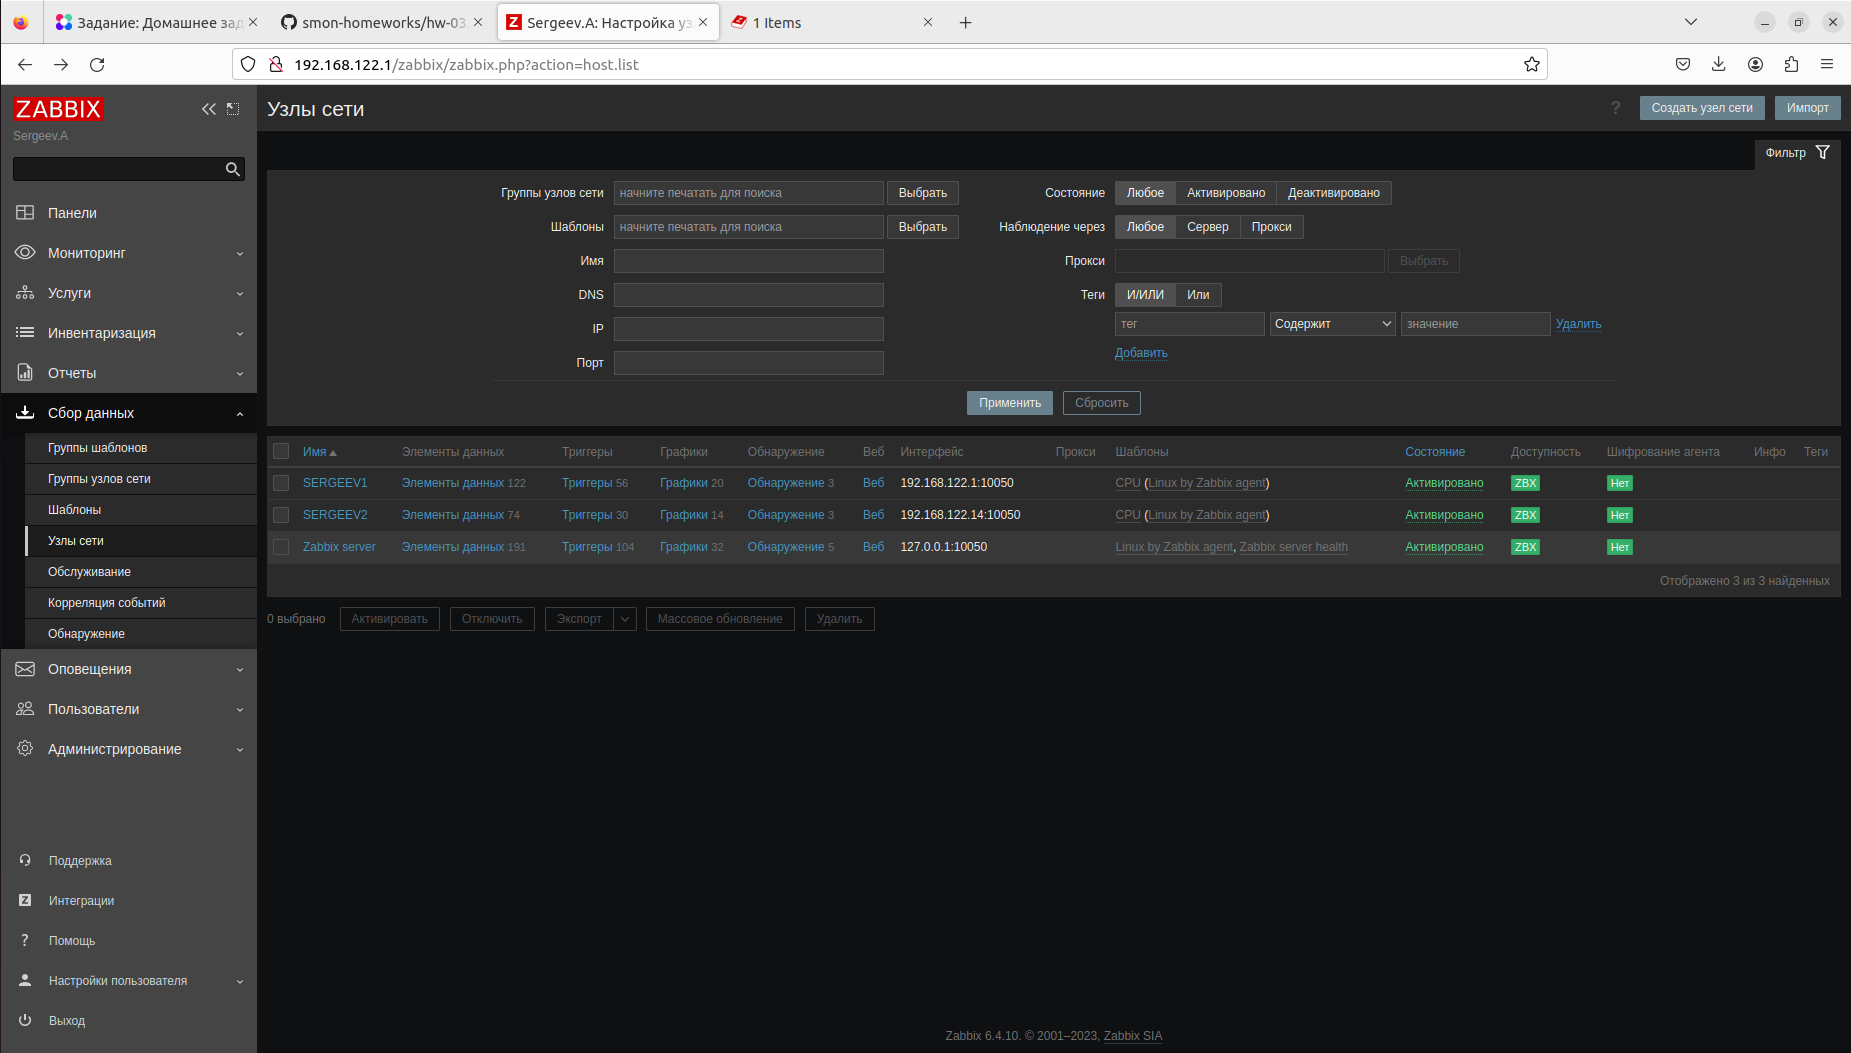 Задание: Домашнее зад
smon-homeworks/hw-03
Sergeev.A: Настройка уз
1 Items
192.168.122.1/zabbix/zabbix.php?action=host.list
ZABBIX
Sergeev.A
Панели
Мониторинг
Услуги
Инвентаризация
Отчеты
Сбор данных
Группы шаблонов
Группы узлов сети
Шаблоны
Узлы сети
Обслуживание
Корреляция событий
Обнаружение
Оповещения
Пользователи
Администрирование
Поддержка
Z Интеграции
? Помощь
Настройки пользователя
Выход
Узлы сети
? Создать узел сети Импорт
Фильтр
Группы узлов сети начните печатать для поиска Выбрать
Шаблоны начните печатать для поиска Выбрать
Имя
DNS
IP
Порт
Состояние Любое Активировано Деактивировано
Наблюдение через Любое Сервер Прокси
Прокси Выбрать
Теги И/ИЛИ Или
тег Содержит значение Удалить
Добавить
Применить Сбросить
Имя Элементы данных Триггеры Графики Обнаружение Веб Интерфейс Прокси Шаблоны Состояние Доступность Шифрование агента Инфо Теги
SERGEEV1 Элементы данных 122 Триггеры 56 Графики 20 Обнаружение 3 Веб 192.168.122.1:10050 CPU (Linux by Zabbix agent) Активировано ZBX Нет
SERGEEV2 Элементы данных 74 Триггеры 30 Графики 14 Обнаружение 3 Веб 192.168.122.14:10050 CPU (Linux by Zabbix agent) Активировано ZBX Нет
Zabbix server Элементы данных 191 Триггеры 104 Графики 32 Обнаружение 5 Веб 127.0.0.1:10050 Linux by Zabbix agent, Zabbix server health Активировано ZBX Нет
Отображено 3 из 3 найденных
0 выбрано Активировать Отключить Экспорт Массовое обновление Удалить
Zabbix 6.4.10. © 2001–2023, Zabbix SIA